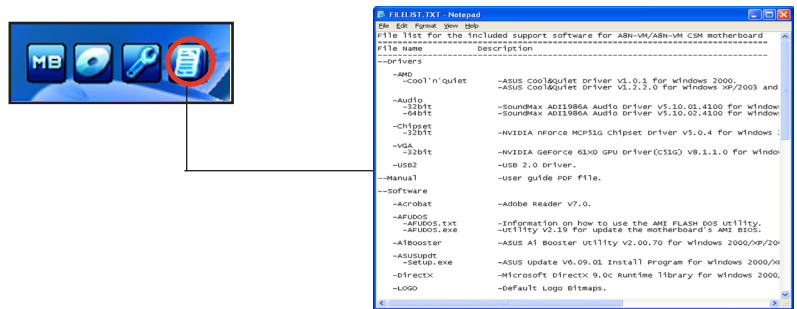 MB
FILELIST.TXT - Notepad
File Edit Format View Help
File list for the included support software for A8N-VM/A8N-VM CSM motherboard
File Name Description
--Drivers
-AMD
-Cool'n'Quiet -ASUS Cool&Quiet Driver V1.0.1 for Windows 2000.
-ASUS Cool&Quiet Driver V1.2.2.0 for Windows XP/2003 and
-Audio
-32bit -SoundMax ADI1986A Audio Driver V5.10.01.4100 for Window
-64bit -SoundMax ADI1986A Audio Driver V5.10.02.4100 for Window
-Chipset
-32bit -NVIDIA nForce MCP51G Chipset Driver V5.0.4 for Windows
-VGA
-32bit -NVIDIA GeForce 61X0 GPU Driver(C51G) V8.1.1.0 for Window
-USB2 -USB 2.0 Driver.
--Manual -User guide PDF file.
--Software
-Acrobat -Adobe Reader V7.0.
-AFUDOS
-AFUDOS.txt -Information on how to use the AMI FLASH DOS Utility.
-AFUDOS.exe -Utility V2.19 for update the motherboard's AMI BIOS.
-AiBooster -ASUS Ai Booster Utility V2.00.70 for Windows 2000/XP/20
-ASUSUpdt
-Setup.exe -ASUS Update V6.09.01 Install Program for Windows 2000/X
-DirectX -Microsoft DirectX 9.0c Runtime library for Windows 2000,
-LOGO -Default Logo Bitmaps.